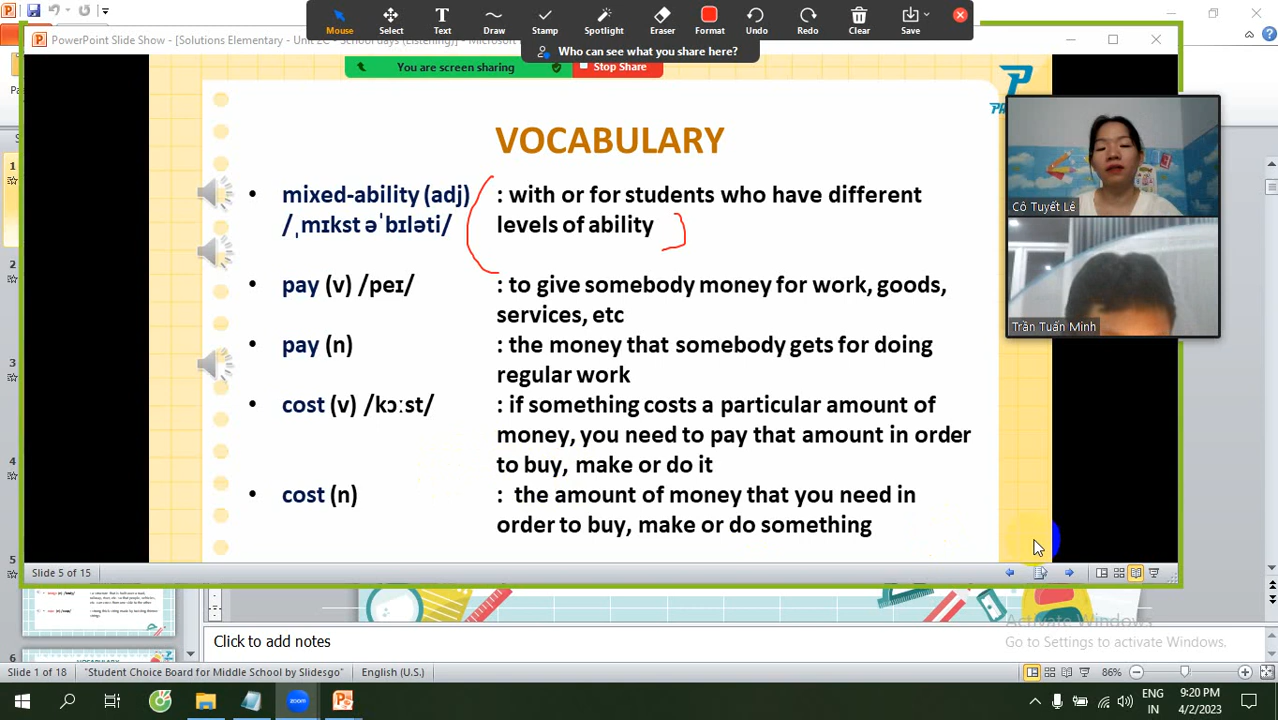 PowerPoint Slide Show - [Solutions Elementary - Unit 2C - School days (Listening)] - Microsoft
Mouse
Select
Text
Draw
Stamp
Spotlight
Eraser
Format
Undo
Redo
Clear
Save
Who can see what you share here?
You are screen sharing
Stop Share
VOCABULARY
• mixed-ability (adj) : with or for students who have different
/ˌmɪkst əˈbɪləti/ levels of ability
• pay (v) /peɪ/ : to give somebody money for work, goods,
services, etc
• pay (n) : the money that somebody gets for doing
regular work
• cost (v) /kɔːst/ : if something costs a particular amount of
money, you need to pay that amount in order
to buy, make or do it
• cost (n) : the amount of money that you need in
order to buy, make or do something
Cô Tuyết Lê
Trần Tuấn Minh
1
2
3
4
5
6
Slide 5 of 15
Activate Windows
Go to Settings to activate Windows.
Click to add notes
Slide 1 of 18
"Student Choice Board for Middle School by Slidesgo"
English (U.S.)
86%
zoom
ENG
IN
9:20 PM
4/2/2023